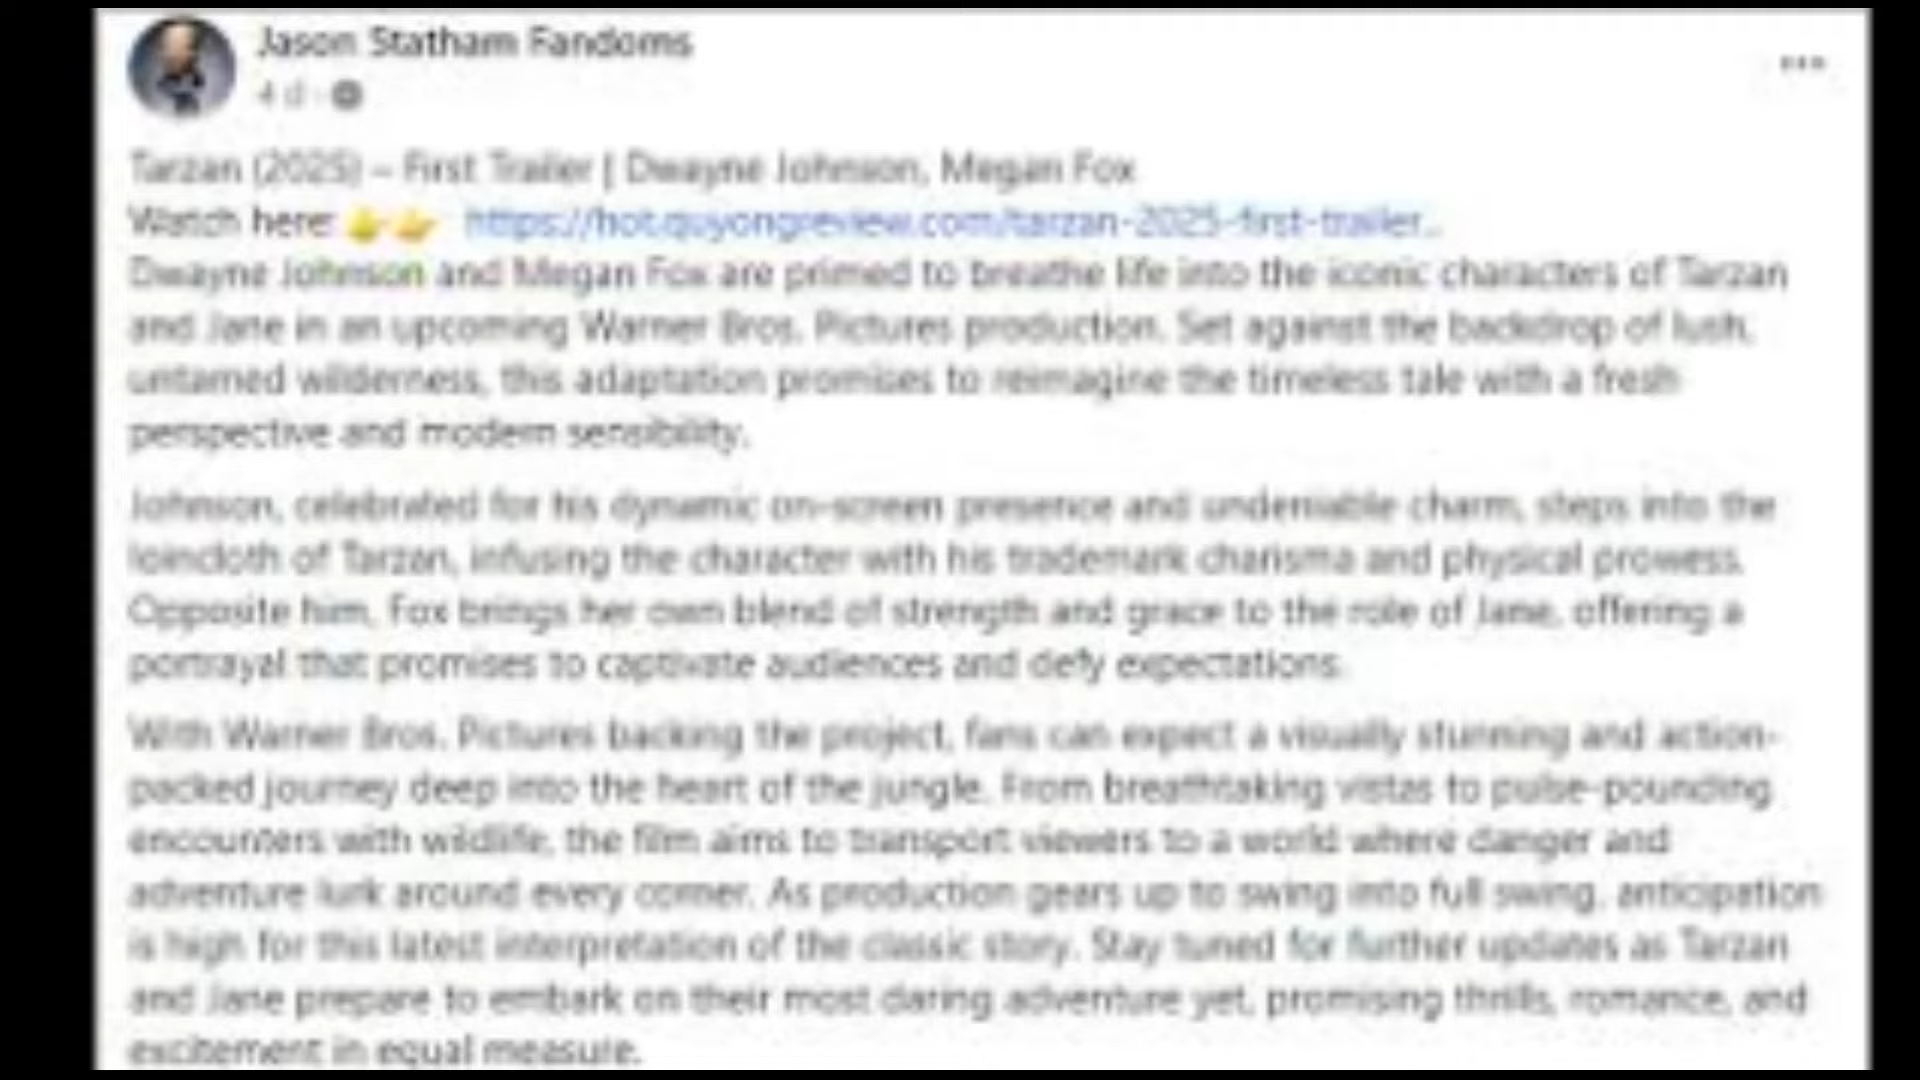 Jason Statham Fandoms
4 d ·
Tarzan (2025) – First Trailer | Dwayne Johnson, Megan Fox
Watch here: 👉👉 https://hot.quyongreview.com/tarzan-2025-first-trailer...
Dwayne Johnson and Megan Fox are primed to breathe life into the iconic characters of Tarzan
and Jane in an upcoming Warner Bros. Pictures production. Set against the backdrop of lush,
untamed wilderness, this adaptation promises to reimagine the timeless tale with a fresh
perspective and modern sensibility.
Johnson, celebrated for his dynamic on-screen presence and undeniable charm, steps into the
loincloth of Tarzan, infusing the character with his trademark charisma and physical prowess.
Opposite him, Fox brings her own blend of strength and grace to the role of Jane, offering a
portrayal that promises to captivate audiences and defy expectations.
With Warner Bros. Pictures backing the project, fans can expect a visually stunning and action-
packed journey deep into the heart of the jungle. From breathtaking vistas to pulse-pounding
encounters with wildlife, the film aims to transport viewers to a world where danger and
adventure lurk around every corner. As production gears up to swing into full swing, anticipation
is high for this latest interpretation of the classic story. Stay tuned for further updates as Tarzan
and Jane prepare to embark on their most daring adventure yet, promising thrills, romance, and
excitement in equal measure.